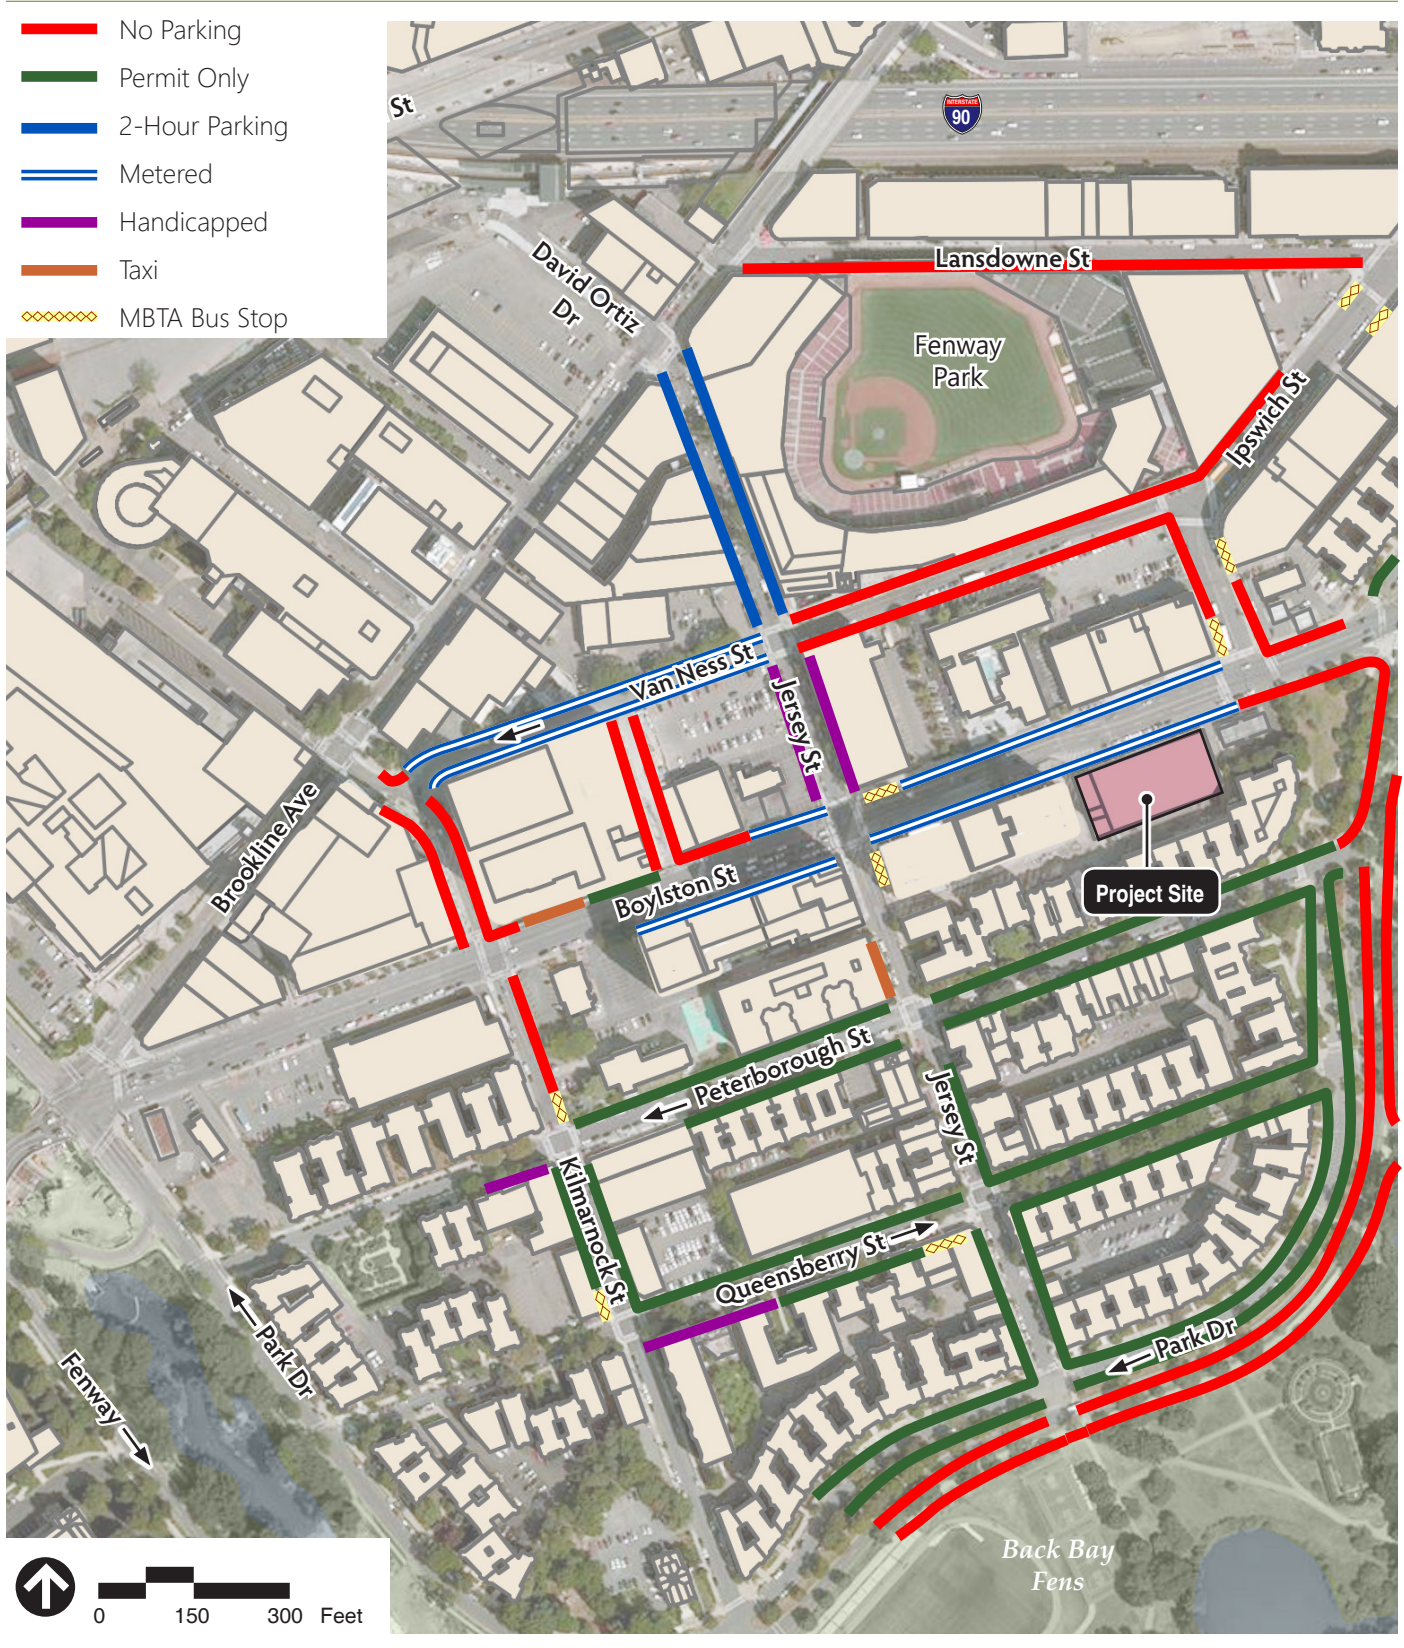 No Parking
Permit Only
2-Hour Parking
Metered
Handicapped
Taxi
MBTA Bus Stop
St
INTERSTATE
90
David Ortiz
Dr
Lansdowne St
Fenway
Park
Ipswich St
Van Ness St
Jersey St
Brookline Ave
Boylston St
Project Site
Peterborough St
Jersey St
Kilmarnock St
Queensberry St
Park Dr
Park Dr
Fenway
Back Bay
Fens
0 150 300 Feet